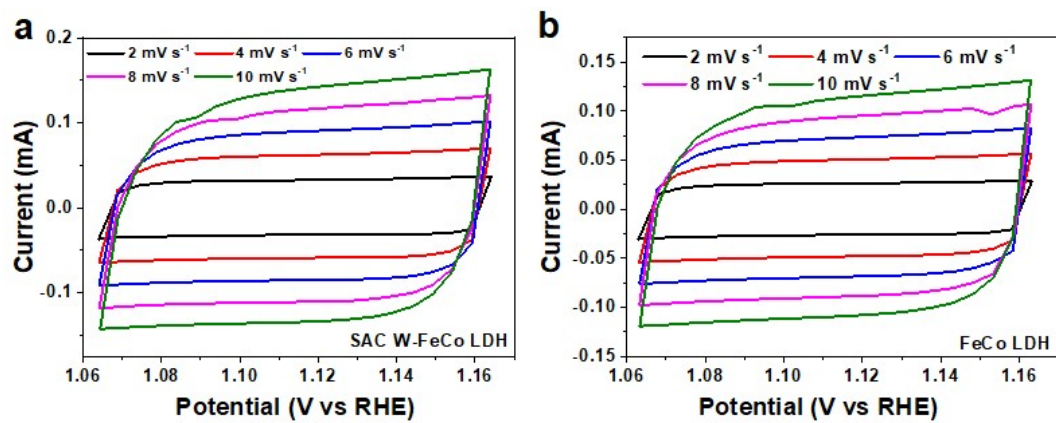 a
2 mV s⁻¹ 4 mV s⁻¹ 6 mV s⁻¹
8 mV s⁻¹ 10 mV s⁻¹
0.2
0.1
0.0
-0.1
Current (mA)
SAC W-FeCo LDH
1.06 1.08 1.10 1.12 1.14 1.16
Potential (V vs RHE)
b
2 mV s⁻¹ 4 mV s⁻¹ 6 mV s⁻¹
8 mV s⁻¹ 10 mV s⁻¹
0.15
0.10
0.05
0.00
-0.05
-0.10
-0.15
Current (mA)
FeCo LDH
1.06 1.08 1.10 1.12 1.14 1.16
Potential (V vs RHE)